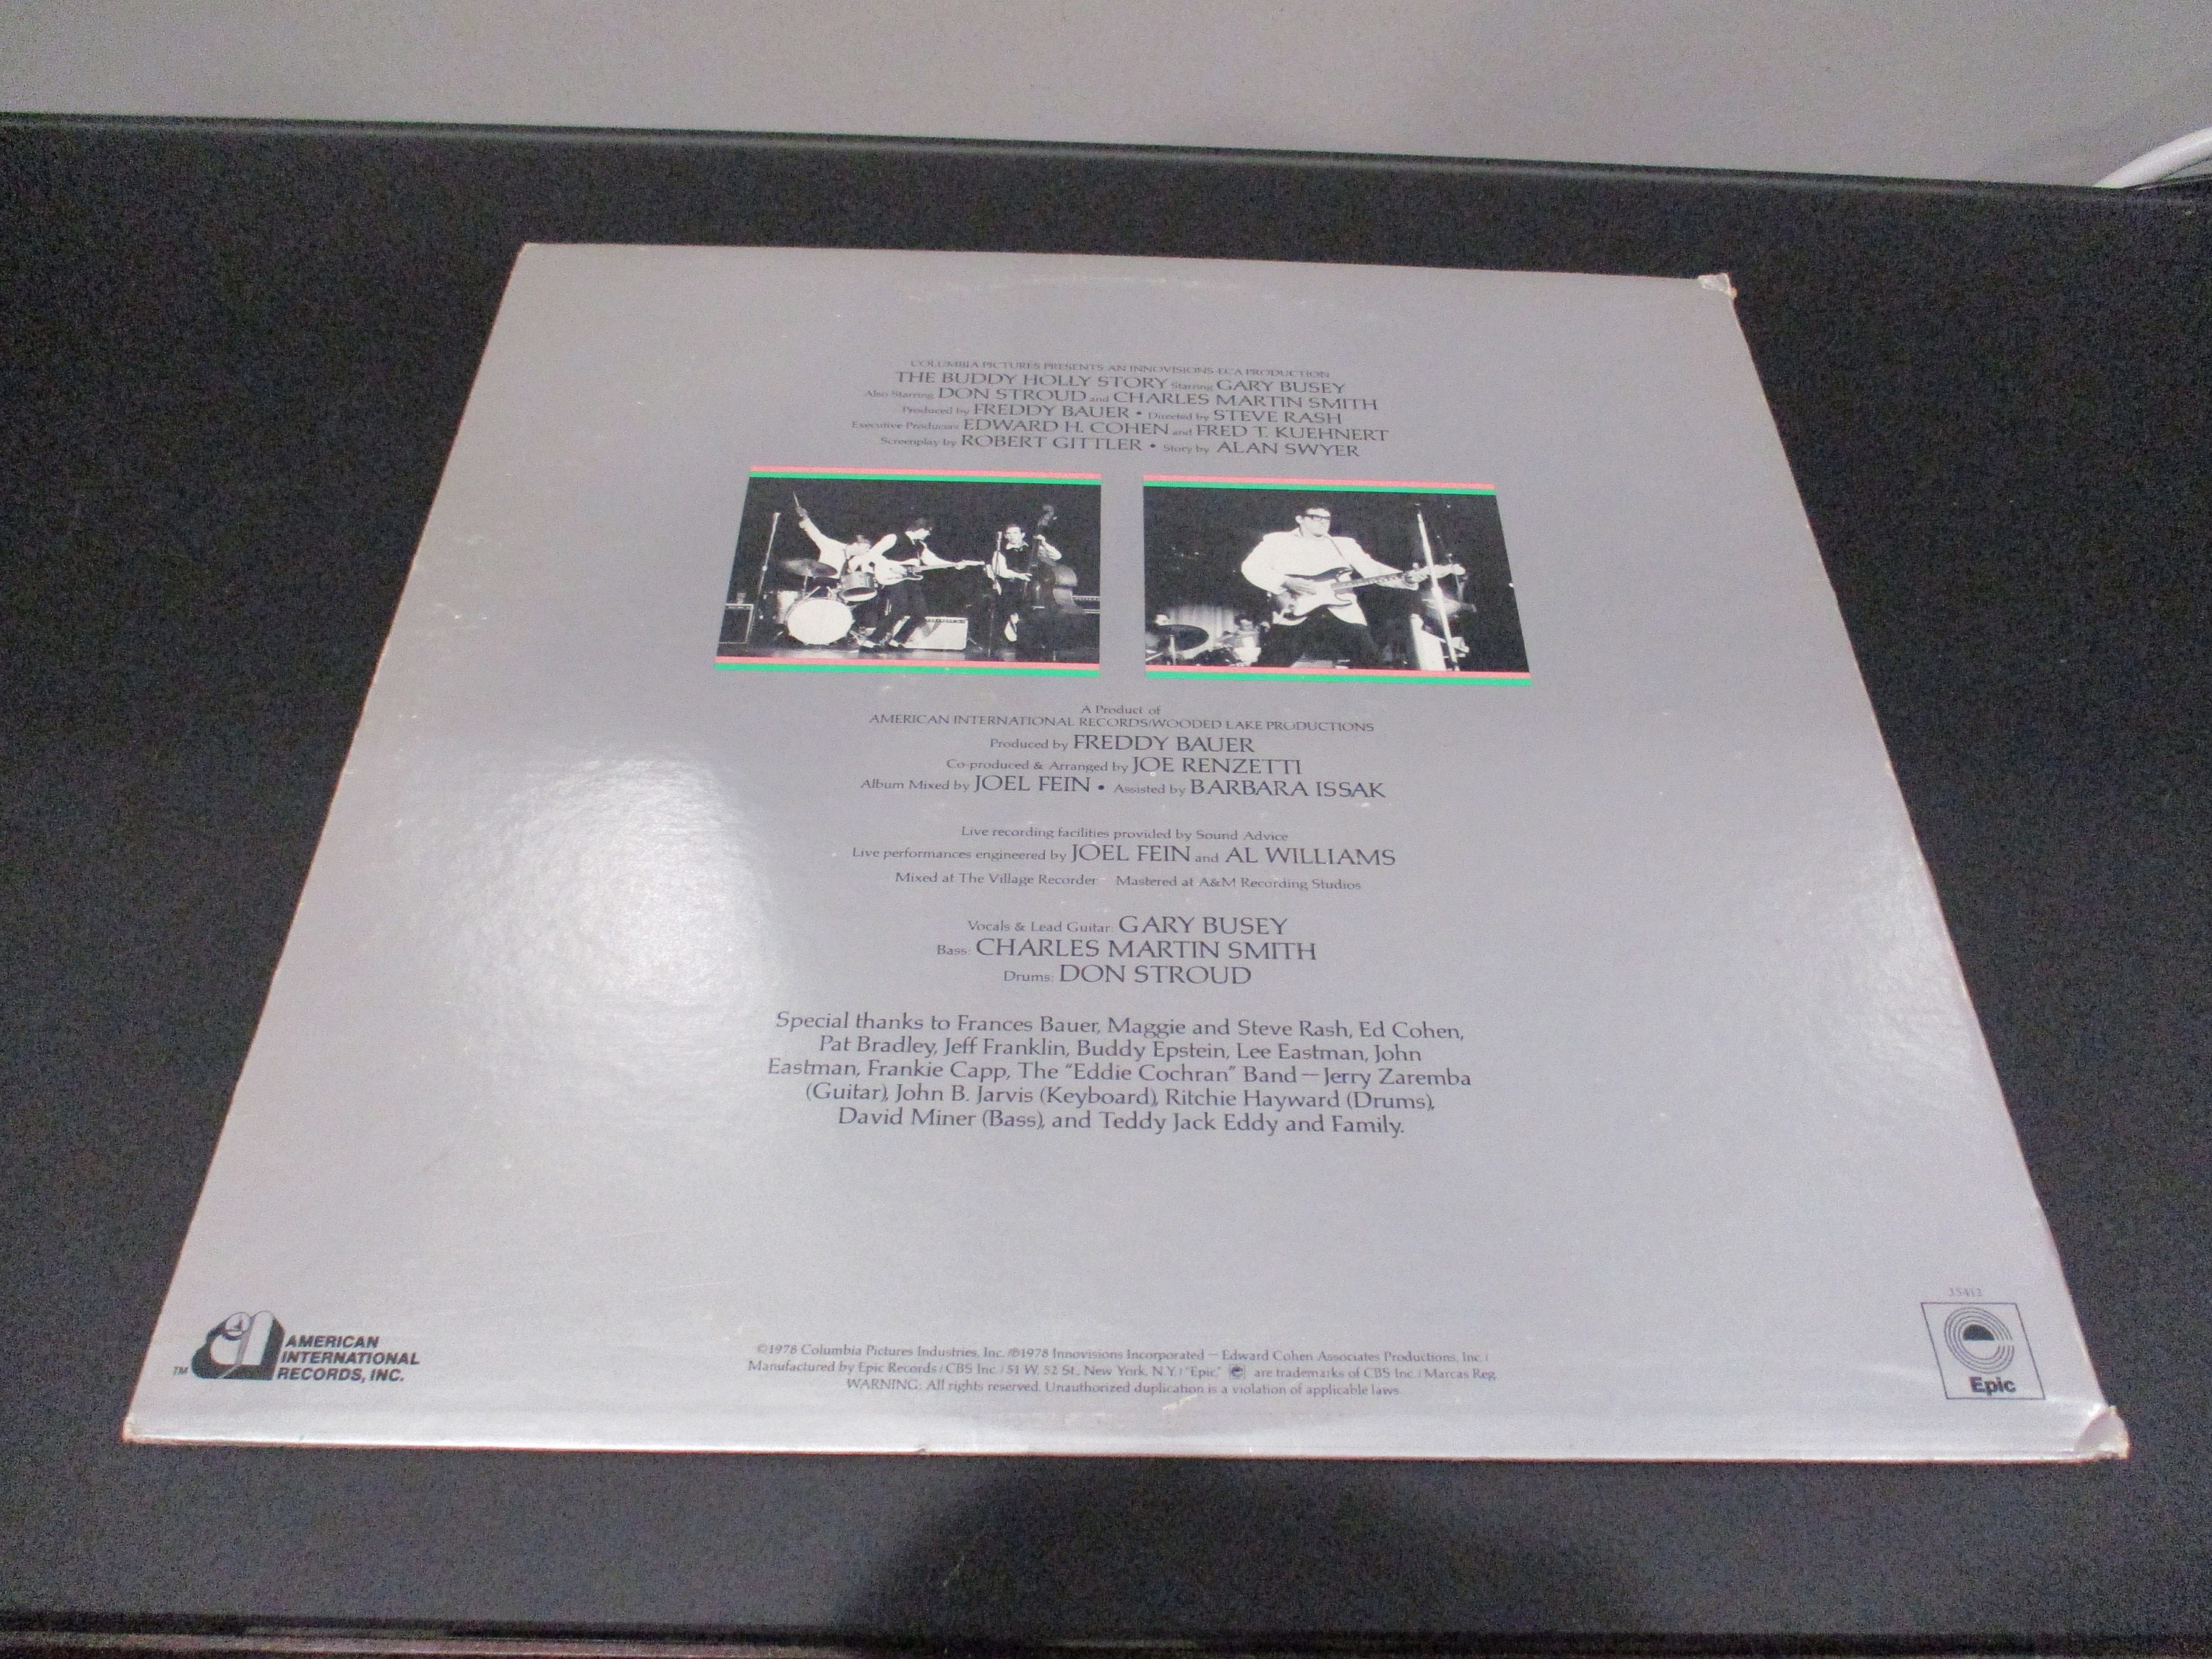 COLUMBIA PICTURES PRESENTS AN INNOVISIONS-ECA PRODUCTION
THE BUDDY HOLLY STORY Starring GARY BUSEY
Also Starring DON STROUD and CHARLES MARTIN SMITH
Produced by FREDDY BAUER • Directed by STEVE RASH
Executive Producers EDWARD H. COHEN and FRED T. KUEHNERT
Screenplay by ROBERT GITTLER • Story by ALAN SWYER
A Product of
AMERICAN INTERNATIONAL RECORDS/WOODED LAKE PRODUCTIONS
Produced by FREDDY BAUER
Co-produced & Arranged by JOE RENZETTI
Album Mixed by JOEL FEIN • Assisted by BARBARA ISSAK
Live recording facilities provided by Sound Advice
Live performances engineered by JOEL FEIN and AL WILLIAMS
Mixed at The Village Recorder Mastered at A&M Recording Studios
Vocals & Lead Guitar: GARY BUSEY
Bass: CHARLES MARTIN SMITH
Drums: DON STROUD
Special thanks to Frances Bauer, Maggie and Steve Rash, Ed Cohen,
Pat Bradley, Jeff Franklin, Buddy Epstein, Lee Eastman, John
Eastman, Frankie Capp, The "Eddie Cochran" Band—Jerry Zaremba
(Guitar), John B. Jarvis (Keyboard), Ritchie Hayward (Drums),
David Miner (Bass), and Teddy Jack Eddy and Family.
TM AMERICAN
INTERNATIONAL
RECORDS, INC.
©1978 Columbia Pictures Industries, Inc. ℗1978 Innovisions Incorporated — Edward Cohen Associates Productions, Inc./
Manufactured by Epic Records / CBS Inc. / 51 W. 52 St., New York, N.Y. / "Epic," e are trademarks of CBS Inc. / Marcas Reg.
WARNING: All rights reserved. Unauthorized duplication is a violation of applicable laws.
35412
Epic